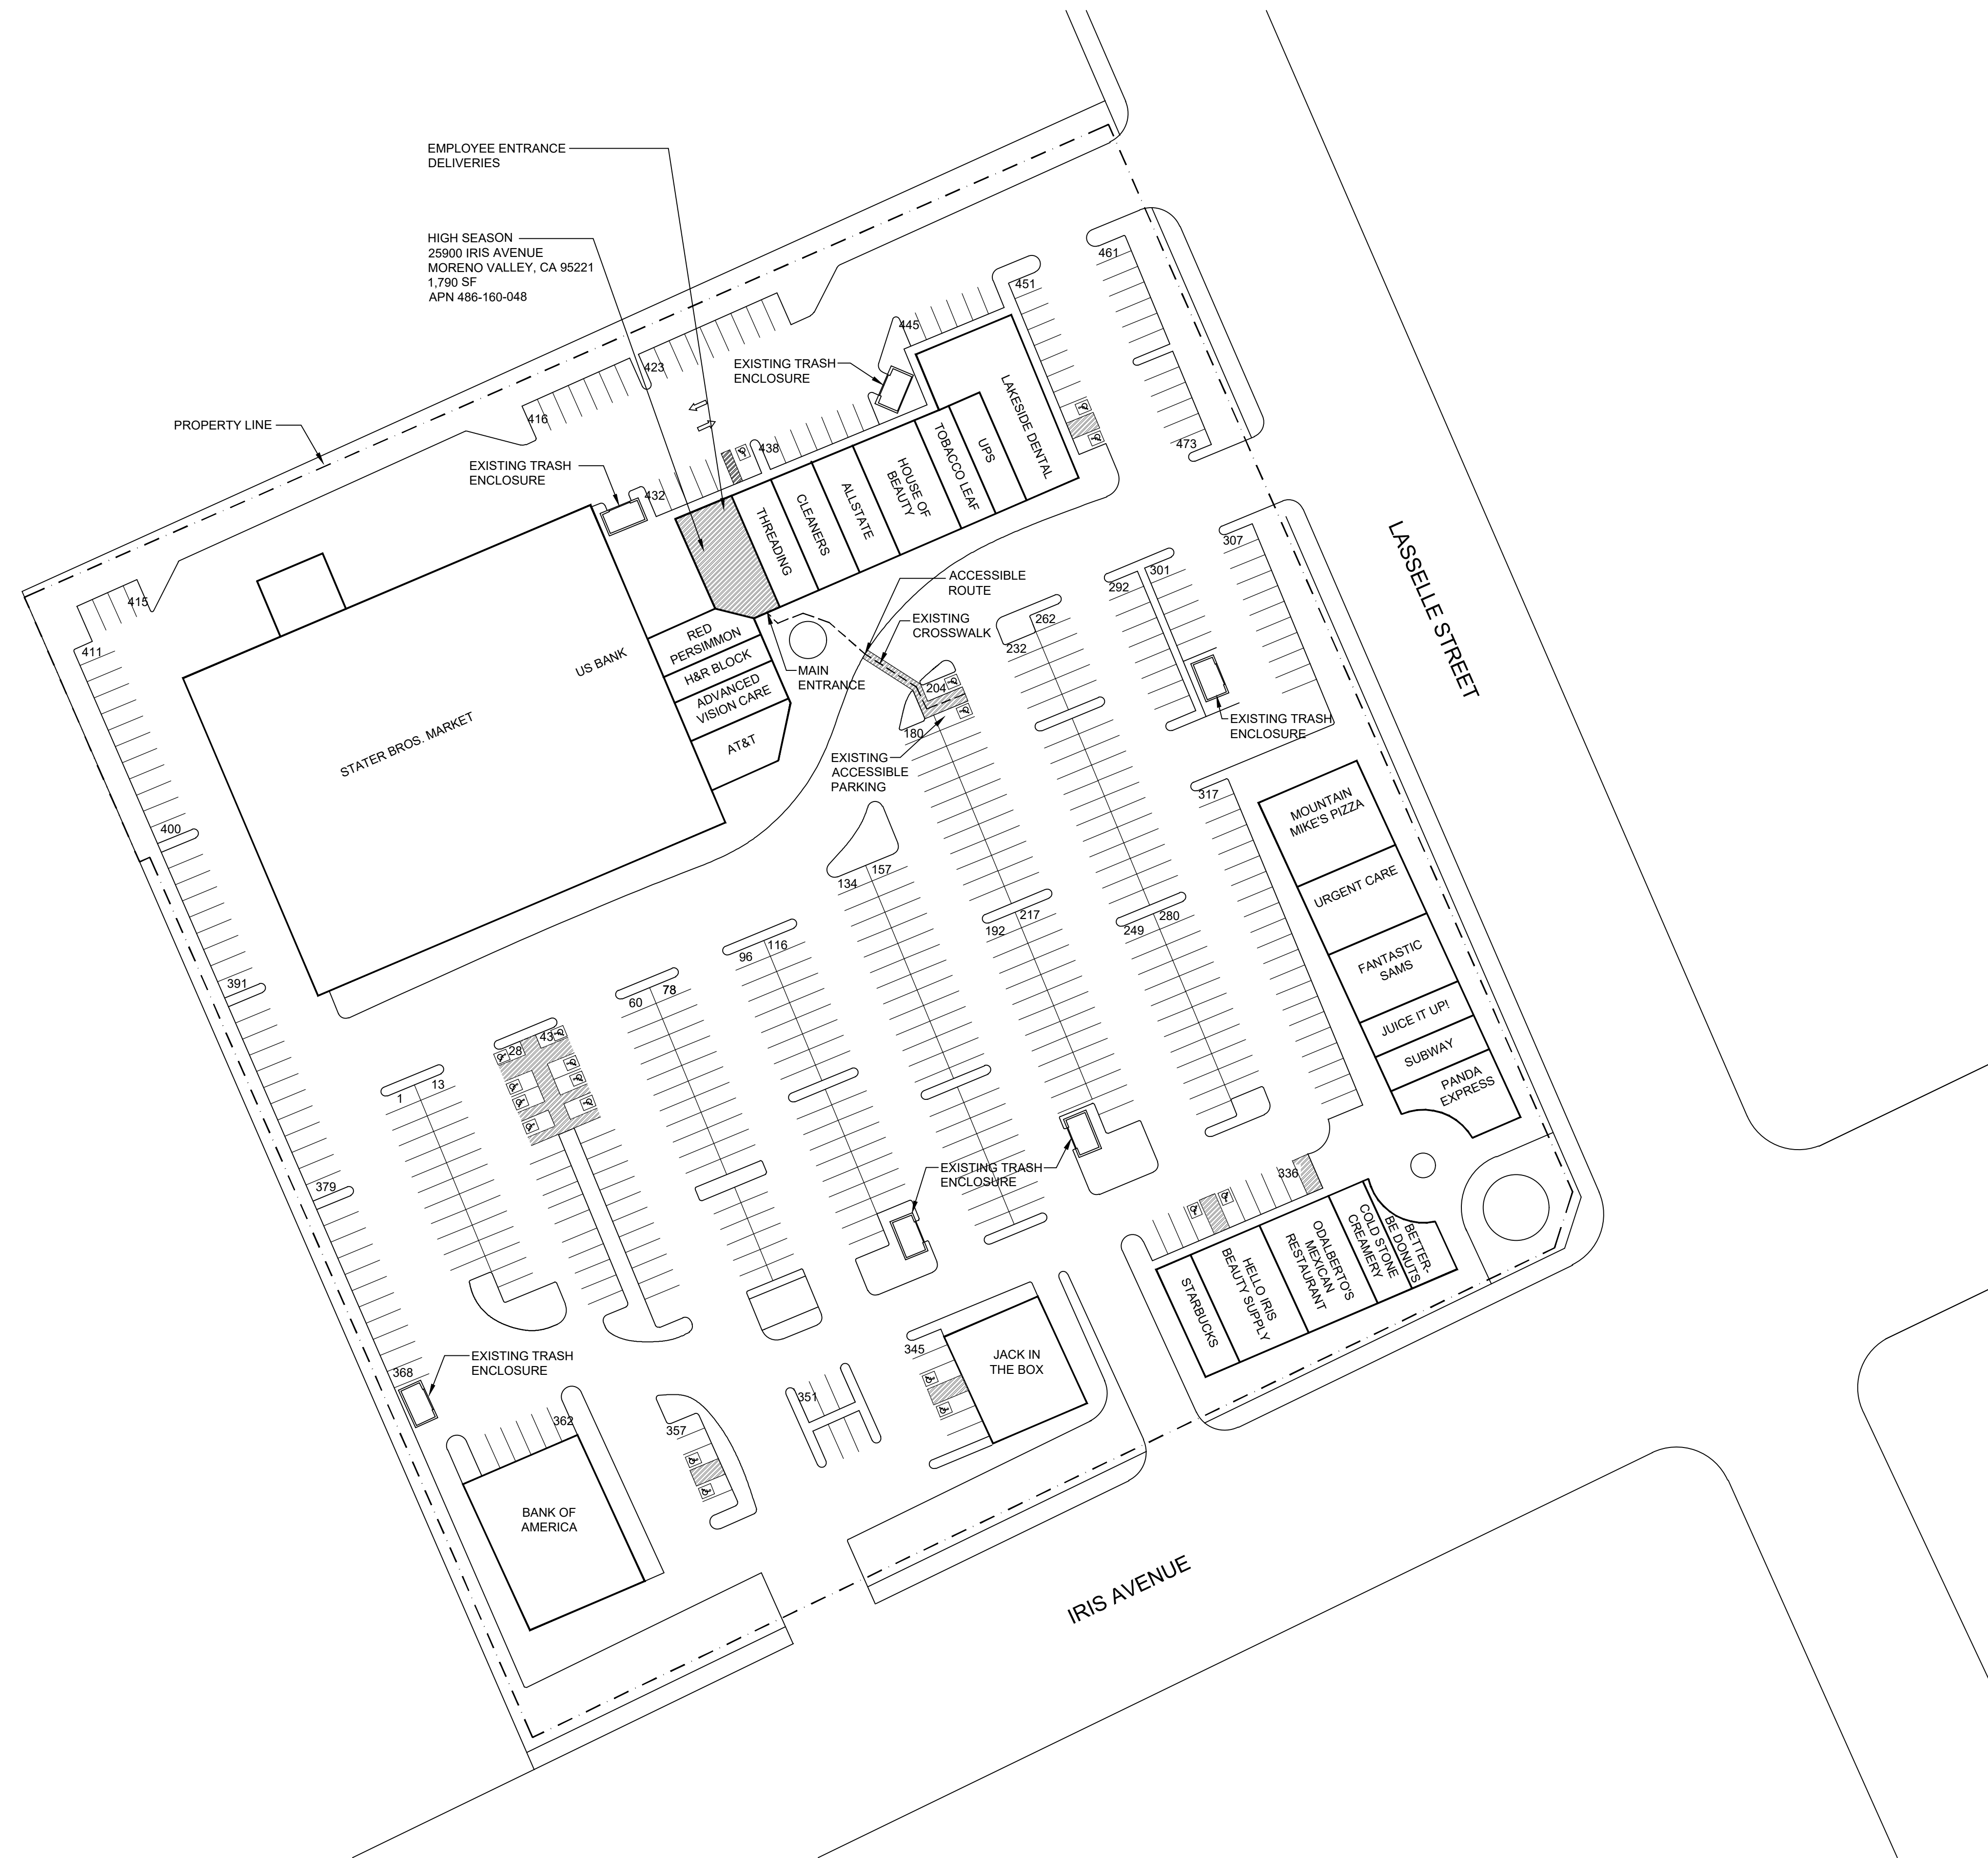 EMPLOYEE ENTRANCE
DELIVERIES
HIGH SEASON
25900 IRIS AVENUE
MORENO VALLEY, CA 95221
1,790 SF
APN 486-160-048
PROPERTY LINE
EXISTING TRASH
ENCLOSURE
EXISTING TRASH
ENCLOSURE
461
451
445
423
416
438
432
473
415
411
LAKESIDE DENTAL
UPS
TOBACCO LEAF
HOUSE OF
BEAUTY
ALLSTATE
CLEANERS
THREADING
LASSELLE STREET
ACCESSIBLE
ROUTE
EXISTING
CROSSWALK
MAIN
ENTRANCE
RED
PERSIMMON
H&R BLOCK
ADVANCED
VISION CARE
AT&T
US BANK
STATER BROS. MARKET
307
301
292
262
232
204
180
EXISTING
ACCESSIBLE
PARKING
EXISTING TRASH
ENCLOSURE
317
MOUNTAIN
MIKE'S PIZZA
URGENT CARE
FANTASTIC
SAMS
JUICE IT UP!
SUBWAY
PANDA
EXPRESS
400
391
379
368
157
134
217
192
280
249
116
96
78
60
43
28
13
1
EXISTING TRASH
ENCLOSURE
336
BETTER-
BE DONUTS
COLD STONE
CREAMERY
ODALBERTO'S
MEXICAN
RESTAURANT
HELLO IRIS
BEAUTY SUPPLY
STARBUCKS
345
JACK IN
THE BOX
EXISTING TRASH
ENCLOSURE
351
357
362
BANK OF
AMERICA
IRIS AVENUE